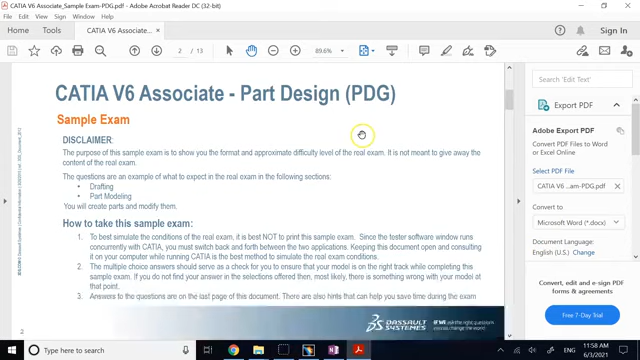 CATIA V6 Associate_Sample Exam-PDG.pdf - Adobe Acrobat Reader DC (32-bit)
File Edit View Sign Window Help
Home Tools CATIA V6 Associate... × Sign In
2 / 13 89.6%
CATIA V6 Associate - Part Design (PDG)
Sample Exam
DISCLAIMER:
The purpose of this sample exam is to show you the format and approximate difficulty level of the real exam. It is not meant to give away the
content of the real exam.
The questions are an example of what to expect in the real exam in the following sections:
• Drafting
• Part Modeling
You will create parts and modify them.
How to take this sample exam:
1. To best simulate the conditions of the real exam, it is best NOT to print this sample exam. Since the tester software window runs
concurrently with CATIA, you must switch back and forth between the two applications. Keeping this document open and consulting
it on your computer while running CATIA is the best method to simulate the real exam conditions.
2. The multiple choice answers should serve as a check for you to ensure that your model is on the right track while completing this
sample exam. If you do not find your answer in the selections offered then, most likely, there is something wrong with your model at
that point.
3. Answers to the questions are on the last page of this document. There are also hints that can help you save time during the exam
2
DASSAULT SYSTEMES
If we ask the right questions
you can change the world.
Search 'Edit Text'
Export PDF
Adobe Export PDF
Convert PDF Files to Word
or Excel Online
Select PDF File
CATIA V6 ...am-PDG.pdf ×
Convert to
Microsoft Word (*.docx)
Document Language:
English (U.S.) Change
Convert, edit and e-sign PDF
forms & agreements
Free 7-Day Trial
Type here to search
11:58 AM
6/3/2021